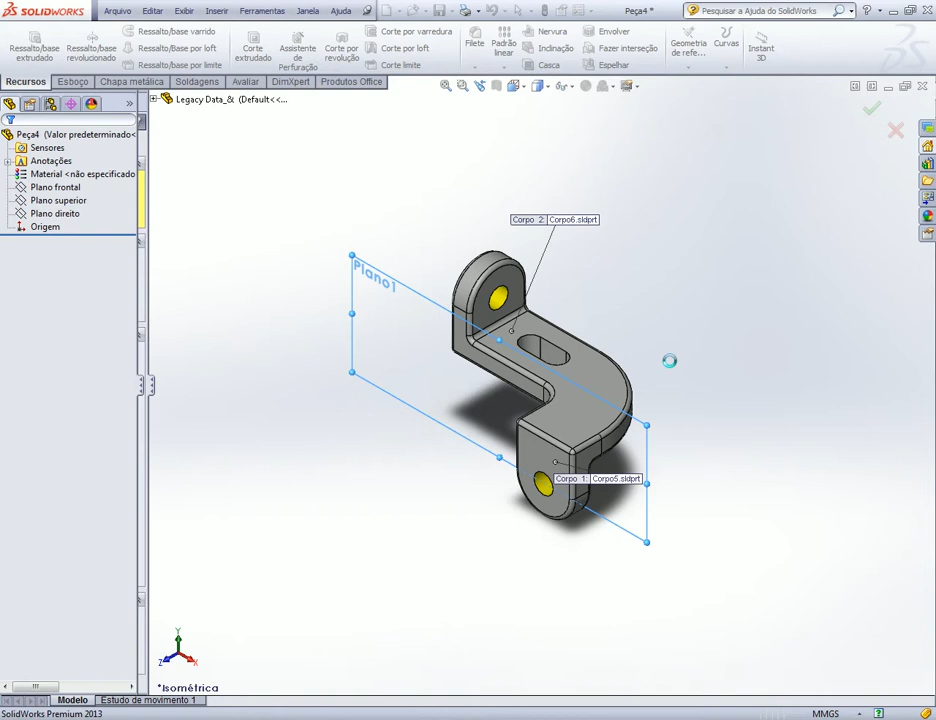 SOLIDWORKS
Arquivo Editar Exibir Inserir Ferramentas Janela Ajuda
Peça4 *
Pesquisar a Ajuda do SolidWorks
Ressalto/base extrudado
Ressalto/base revolucionado
Ressalto/base varrido
Ressalto/base por loft
Ressalto/base por limite
Corte extrudado
Assistente de Perfuração
Corte por revolução
Corte por varredura
Corte por loft
Corte limite
Filete
Padrão linear
Nervura
Inclinação
Casca
Envolver
Fazer interseção
Espelhar
Geometria de refe...
Curvas
Instant 3D
Recursos Esboço Chapa metálica Soldagens Avaliar DimXpert Produtos Office
Legacy Data_& (Default<<...
Peça4 (Valor predeterminado<
Sensores
Anotações
Material <não especificado
Plano frontal
Plano superior
Plano direito
Origem
Corpo 2: Corpo6.sldprt
Plano1
Corpo 1: Corpo5.sldprt
Y
Z
X
*Isométrica
Modelo Estudo de movimento 1
SolidWorks Premium 2013
MMGS